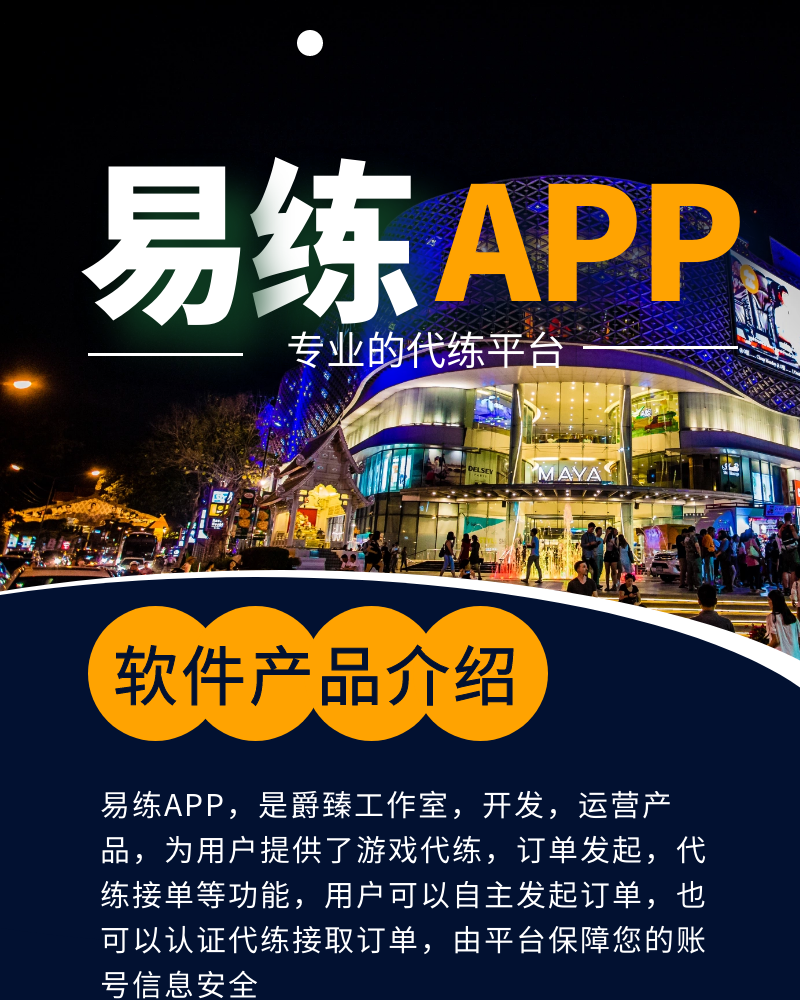 易练APP
专业的代练平台
DELSEY
MAYA
软件产品介绍
易练APP，是爵臻工作室，开发，运营产
品，为用户提供了游戏代练，订单发起，代
练接单等功能，用户可以自主发起订单，也
可以认证代练接取订单，由平台保障您的账
号信息安全